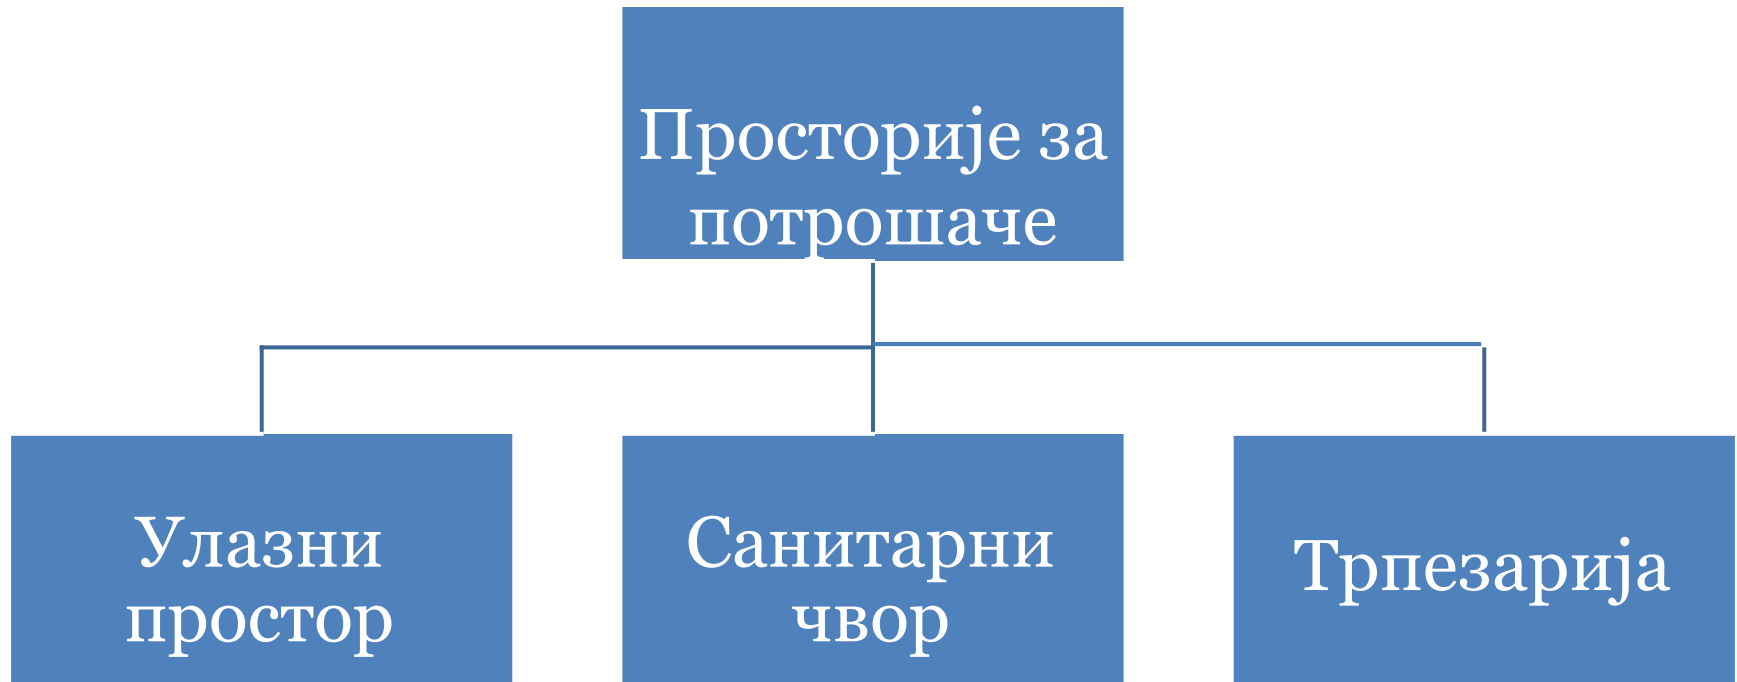 Просторије за
потрошаче
Улазни
простор
Санитарни
чвор
Трпезарија